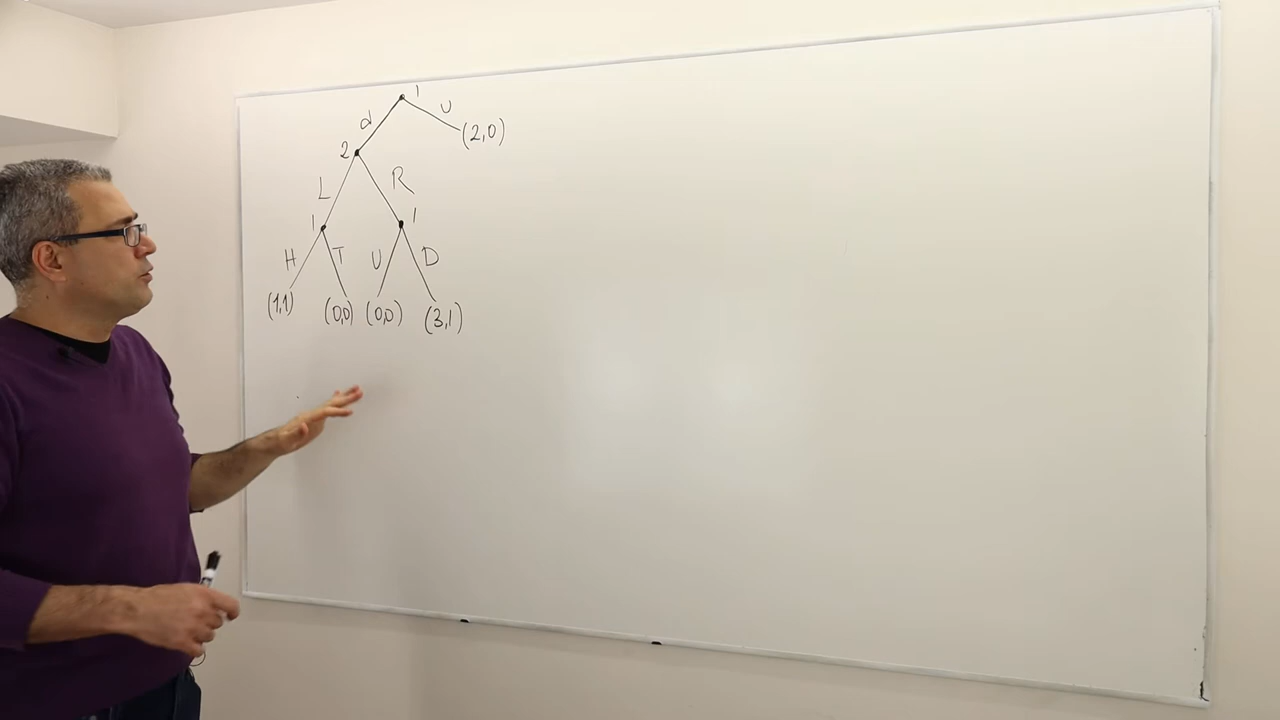 1
d υ
(2,0)
2
L R
1 1
H T U D
(1,1) (0,0) (0,0) (3,1)